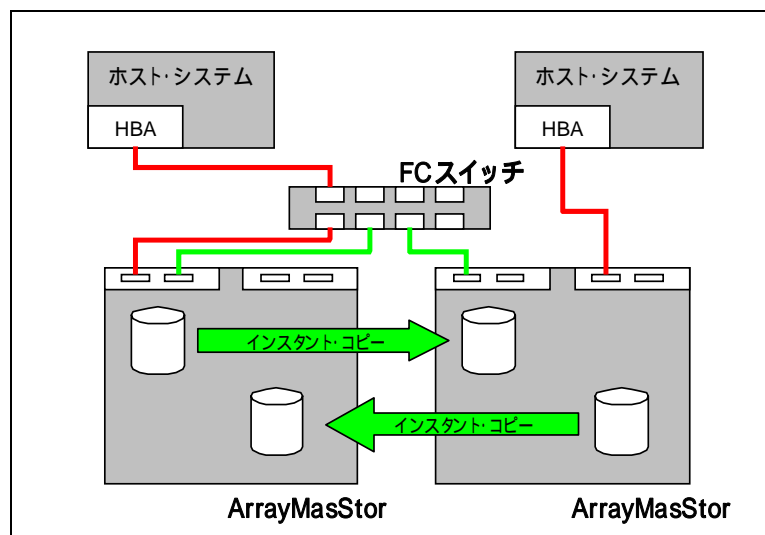 ホスト・システム
HBA
ホスト・システム
HBA
FCスイッチ
インスタント・コピー
インスタント・コピー
ArrayMasStor
ArrayMasStor